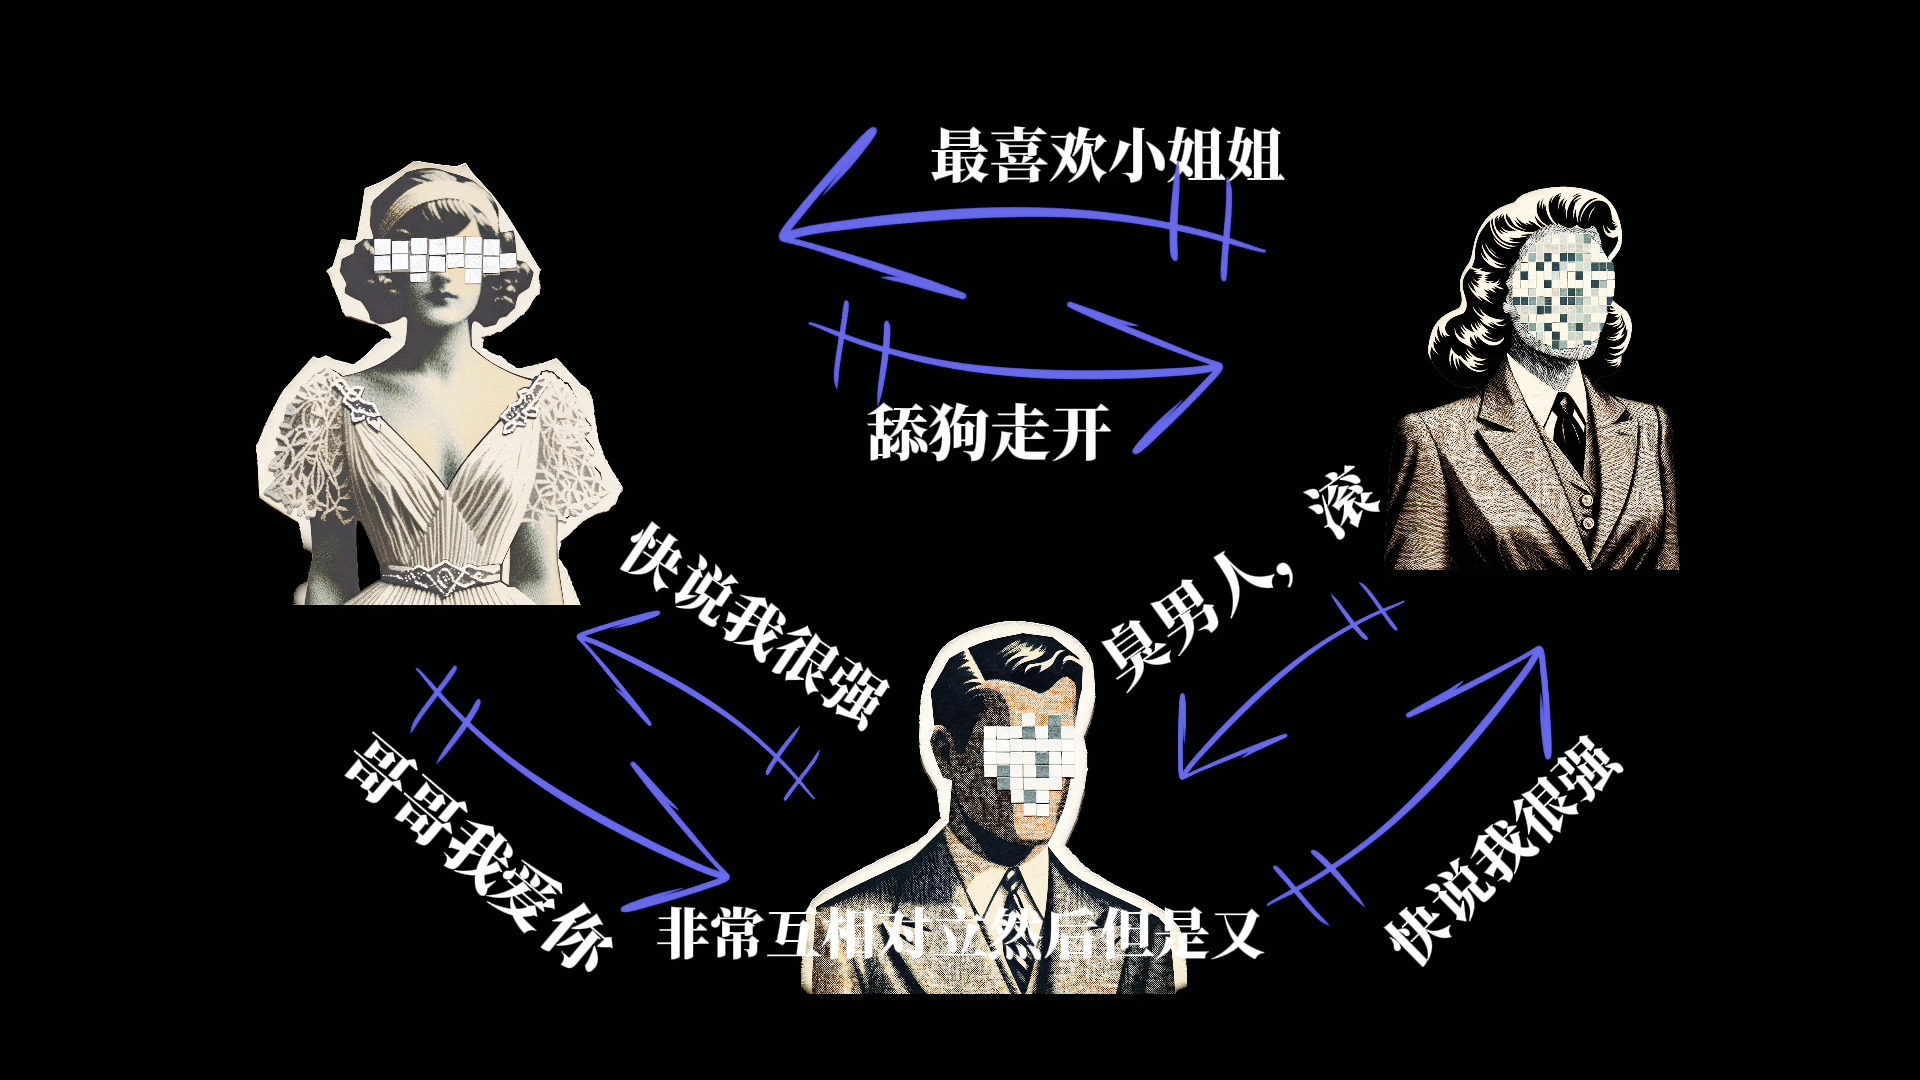 最喜欢小姐姐
舔狗走开
快说我很强
臭男人，滚
哥哥我爱你
快说我很强
非常互相对立然后但是又